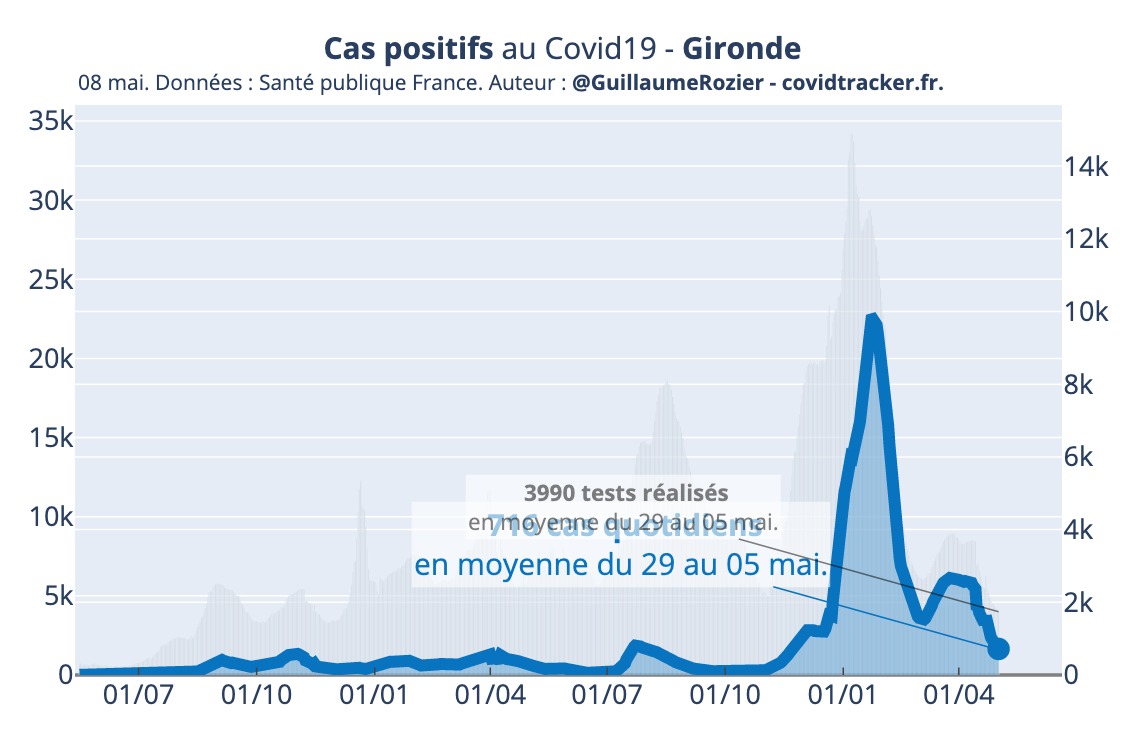 Cas positifs au Covid19 - Gironde
08 mai. Données : Santé publique France. Auteur : @GuillaumeRozier - covidtracker.fr.
35k
30k
25k
20k
15k
10k
5k
0
14k
12k
10k
8k
6k
4k
2k
0
3990 tests réalisés
en moyenne du 29 au 05 mai.
716 cas quotidiens
en moyenne du 29 au 05 mai.
01/07 01/10 01/01 01/04 01/07 01/10 01/01 01/04